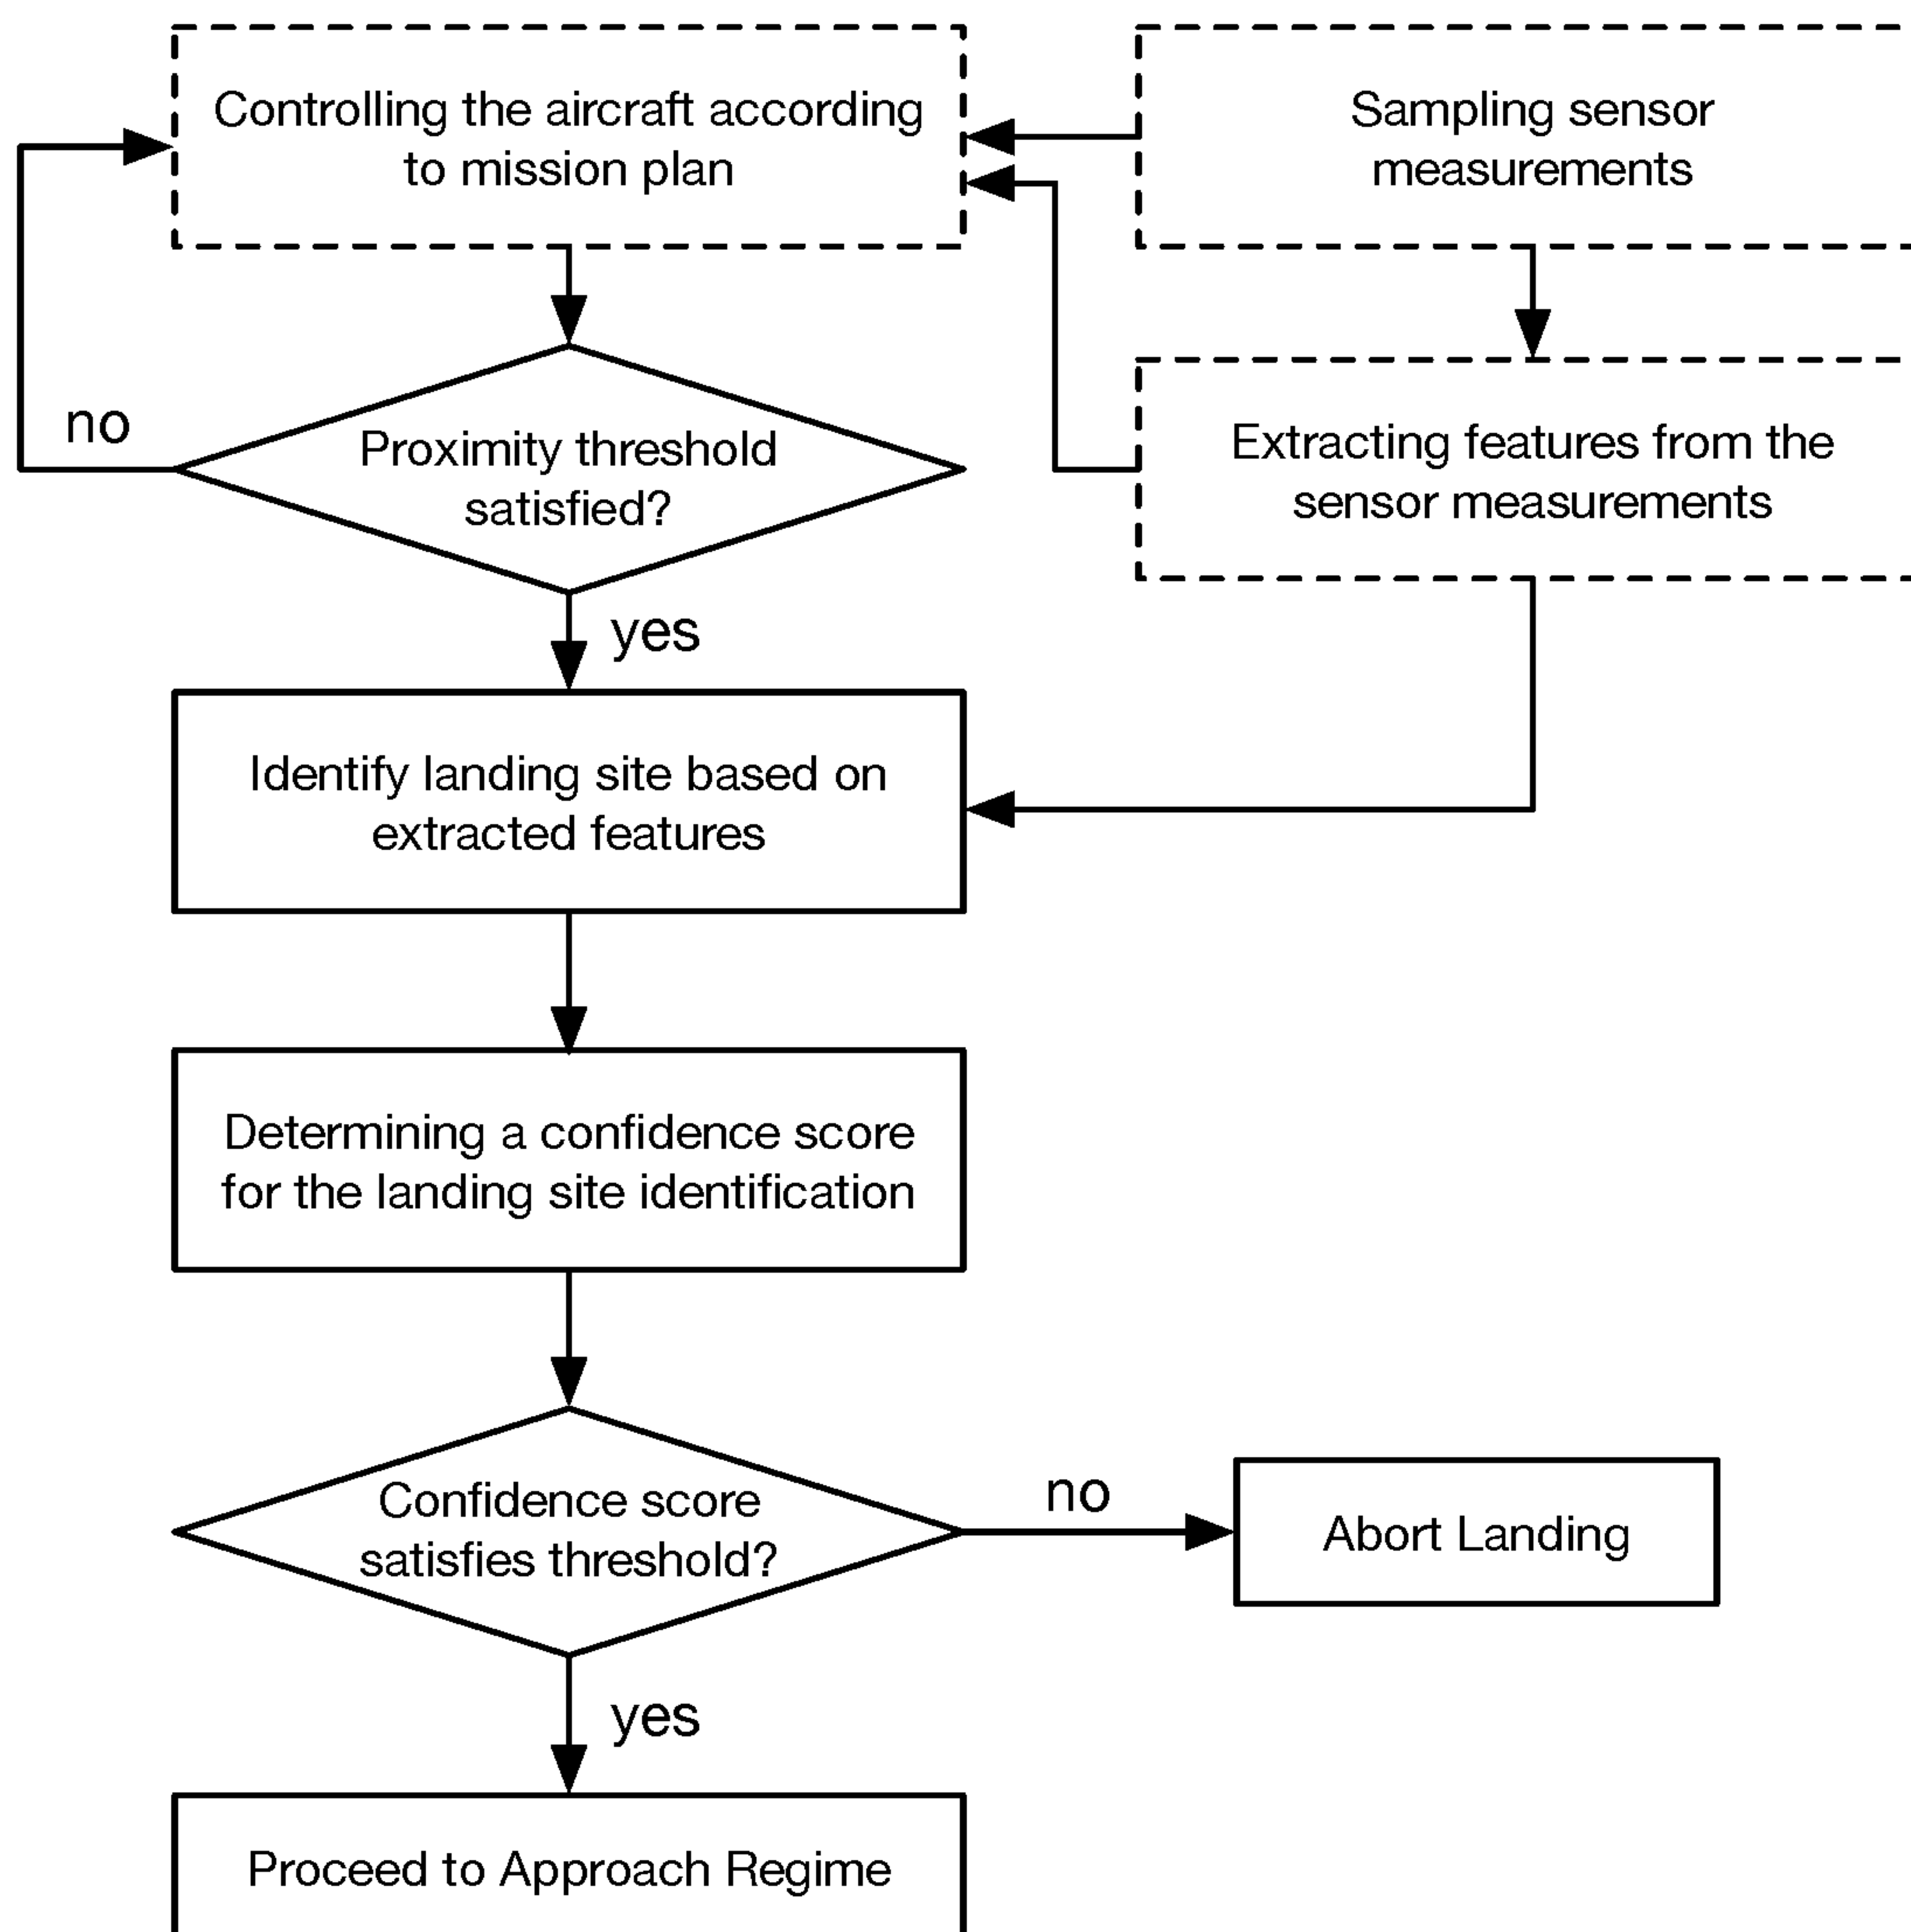 Controlling the aircraft according
to mission plan
Sampling sensor
measurements
no
Proximity threshold
satisfied?
Extracting features from the
sensor measurements
yes
Identify landing site based on
extracted features
Determining a confidence score
for the landing site identification
Confidence score
satisfies threshold?
no
Abort Landing
yes
Proceed to Approach Regime